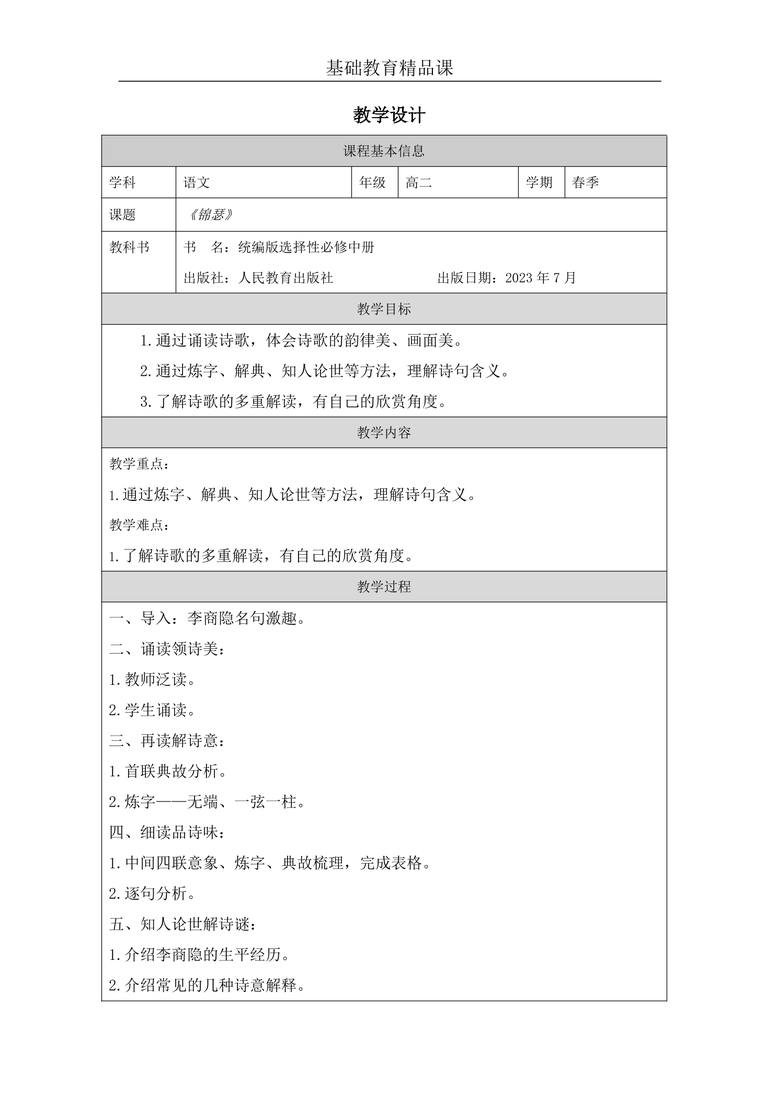 基础教育精品课
教学设计
课程基本信息
学科 语文 年级 高二 学期 春季
课题 《锦瑟》
教科书 书 名：统编版选择性必修中册
出版社：人民教育出版社 出版日期：2023 年 7 月
教学目标
1.通过诵读诗歌，体会诗歌的韵律美、画面美。
2.通过炼字、解典、知人论世等方法，理解诗句含义。
3.了解诗歌的多重解读，有自己的欣赏角度。
教学内容
教学重点：
1.通过炼字、解典、知人论世等方法，理解诗句含义。
教学难点：
1.了解诗歌的多重解读，有自己的欣赏角度。
教学过程
一、导入：李商隐名句激趣。
二、诵读领诗美：
1.教师泛读。
2.学生诵读。
三、再读解诗意：
1.首联典故分析。
2.炼字——无端、一弦一柱。
四、细读品诗味：
1.中间四联意象、炼字、典故梳理，完成表格。
2.逐句分析。
五、知人论世解诗谜：
1.介绍李商隐的生平经历。
2.介绍常见的几种诗意解释。